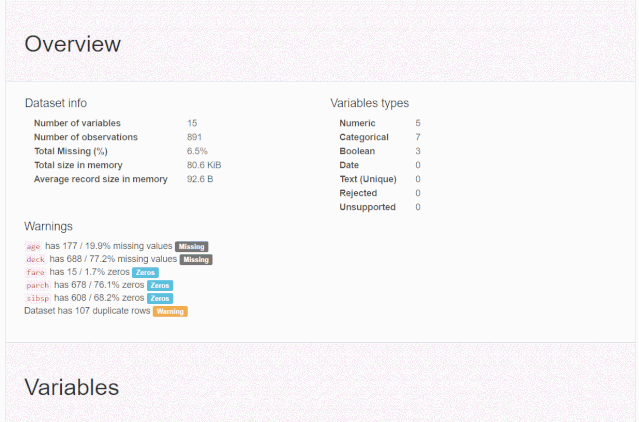 Overview
Dataset info
Number of variables 15
Number of observations 891
Total Missing (%) 6.5%
Total size in memory 80.6 KiB
Average record size in memory 92.6 B
Variables types
Numeric 5
Categorical 7
Boolean 3
Date 0
Text (Unique) 0
Rejected 0
Unsupported 0
Warnings
age has 177 / 19.9% missing values Missing
deck has 688 / 77.2% missing values Missing
fare has 15 / 1.7% zeros Zeros
parch has 678 / 76.1% zeros Zeros
sibsp has 608 / 68.2% zeros Zeros
Dataset has 107 duplicate rows Warning
Variables